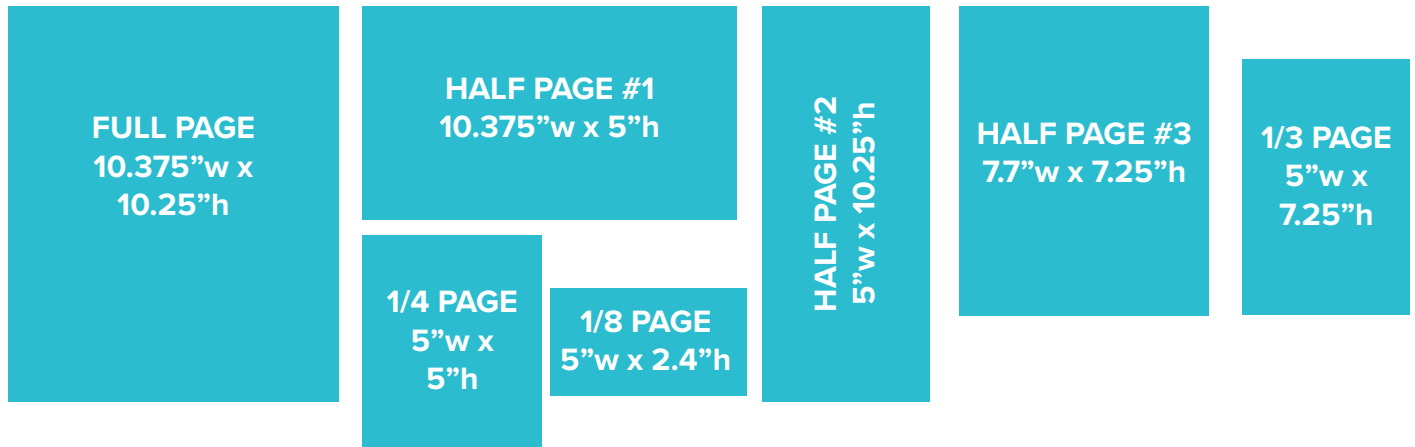 FULL PAGE
10.375”w x
10.25”h
HALF PAGE #1
10.375”w x 5”h
1/4 PAGE
5”w x
5”h
1/8 PAGE
5”w x 2.4”h
HALF PAGE #2
5”w x 10.25”h
HALF PAGE #3
7.7”w x 7.25”h
1/3 PAGE
5”w x
7.25”h